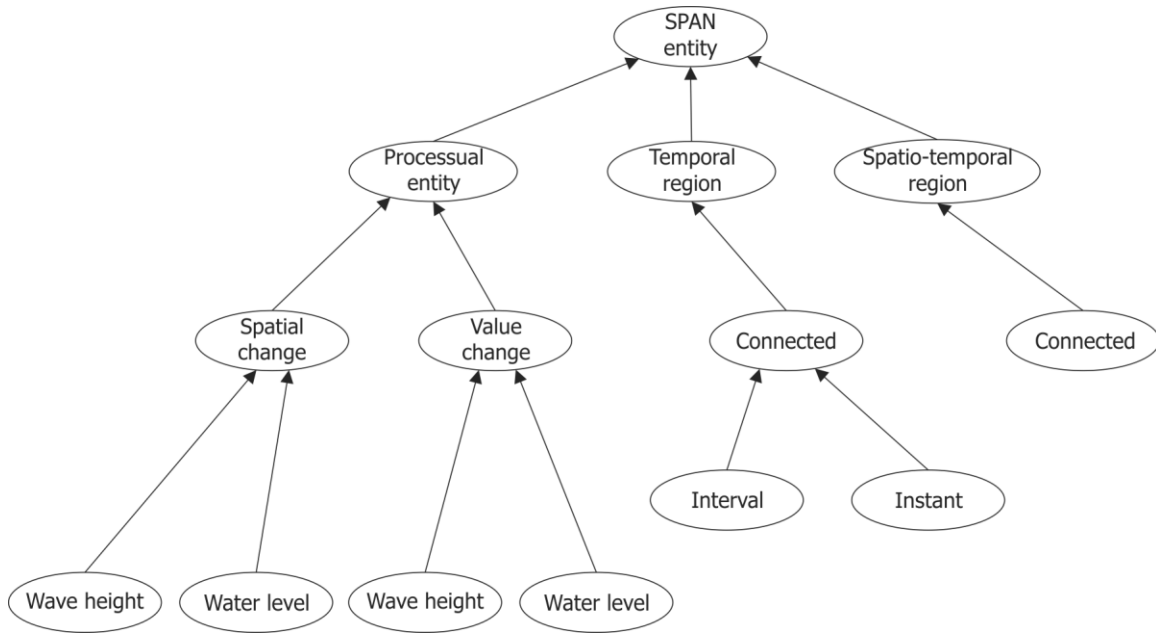 SPAN
entity
Processual
entity
Temporal
region
Spatio-temporal
region
Spatial
change
Value
change
Connected
Connected
Interval
Instant
Wave height
Water level
Wave height
Water level